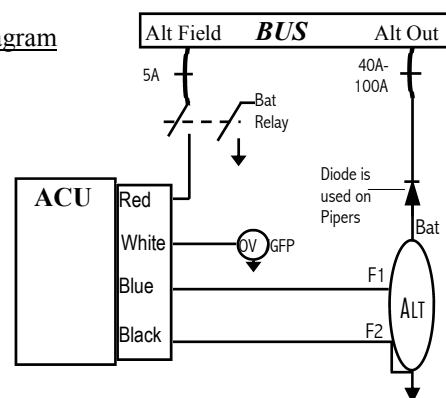 agram
Alt Field BUS Alt Out
5A
40A-
100A
Bat
Relay
Diode is
used on
Pipers
Bat
ACU
Red
White
OV GFP
Blue
F1
ALT
Black
F2